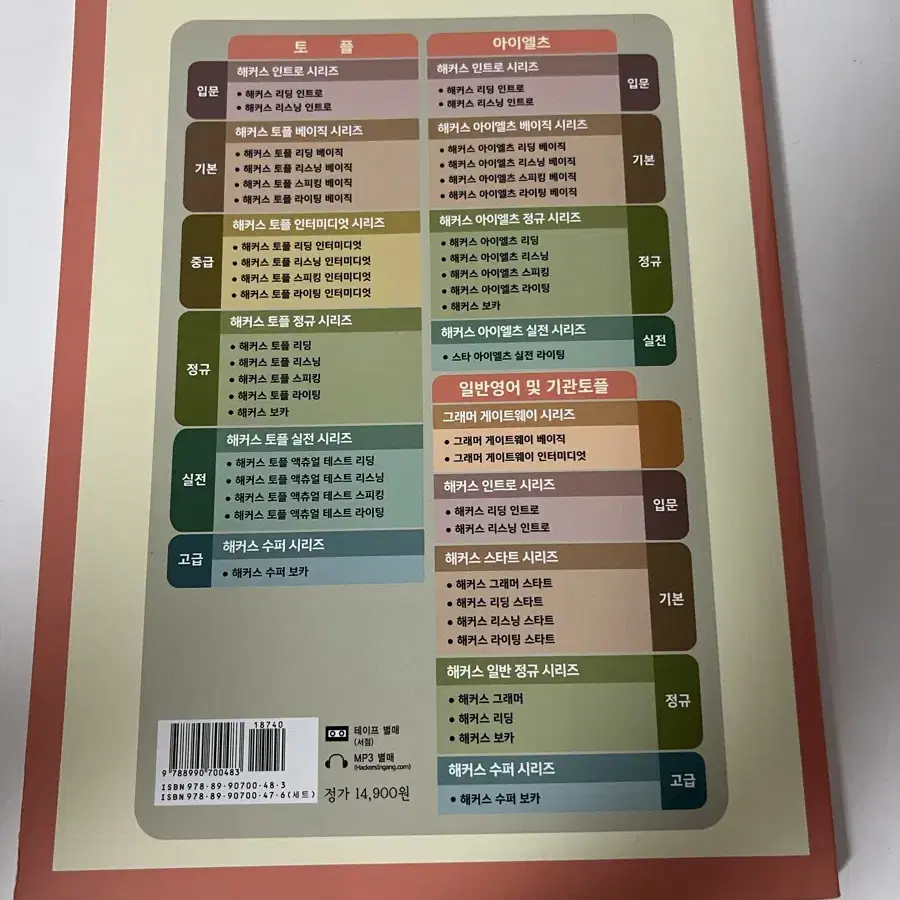 토 플
입문
해커스 인트로 시리즈
• 해커스 리딩 인트로
• 해커스 리스닝 인트로
기본
해커스 토플 베이직 시리즈
• 해커스 토플 리딩 베이직
• 해커스 토플 리스닝 베이직
• 해커스 토플 스피킹 베이직
• 해커스 토플 라이팅 베이직
중급
해커스 토플 인터미디엇 시리즈
• 해커스 토플 리딩 인터미디엇
• 해커스 토플 리스닝 인터미디엇
• 해커스 토플 스피킹 인터미디엇
• 해커스 토플 라이팅 인터미디엇
정규
해커스 토플 정규 시리즈
• 해커스 토플 리딩
• 해커스 토플 리스닝
• 해커스 토플 스피킹
• 해커스 토플 라이팅
• 해커스 보카
실전
해커스 토플 실전 시리즈
• 해커스 토플 액츄얼 테스트 리딩
• 해커스 토플 액츄얼 테스트 리스닝
• 해커스 토플 액츄얼 테스트 스피킹
• 해커스 토플 액츄얼 테스트 라이팅
고급
해커스 수퍼 시리즈
• 해커스 수퍼 보카
아이엘츠
해커스 인트로 시리즈
입문
• 해커스 리딩 인트로
• 해커스 리스닝 인트로
해커스 아이엘츠 베이직 시리즈
기본
• 해커스 아이엘츠 리딩 베이직
• 해커스 아이엘츠 리스닝 베이직
• 해커스 아이엘츠 스피킹 베이직
• 해커스 아이엘츠 라이팅 베이직
해커스 아이엘츠 정규 시리즈
정규
• 해커스 아이엘츠 리딩
• 해커스 아이엘츠 리스닝
• 해커스 아이엘츠 스피킹
• 해커스 아이엘츠 라이팅
• 해커스 보카
해커스 아이엘츠 실전 시리즈
실전
• 스타 아이엘츠 실전 라이팅
일반영어 및 기관토플
그래머 게이트웨이 시리즈
• 그래머 게이트웨이 베이직
• 그래머 게이트웨이 인터미디엇
해커스 인트로 시리즈
입문
• 해커스 리딩 인트로
• 해커스 리스닝 인트로
해커스 스타트 시리즈
기본
• 해커스 그래머 스타트
• 해커스 리딩 스타트
• 해커스 리스닝 스타트
• 해커스 라이팅 스타트
해커스 일반 정규 시리즈
정규
• 해커스 그래머
• 해커스 리딩
• 해커스 보카
해커스 수퍼 시리즈
고급
• 해커스 수퍼 보카
18740
9 788990 700483
ISBN 978-89-90700-48-3
ISBN 978-89-90700-47-6(세트)
테이프 별매
(서점)
MP3 별매
(HackersIngang.com)
정가 14,900원